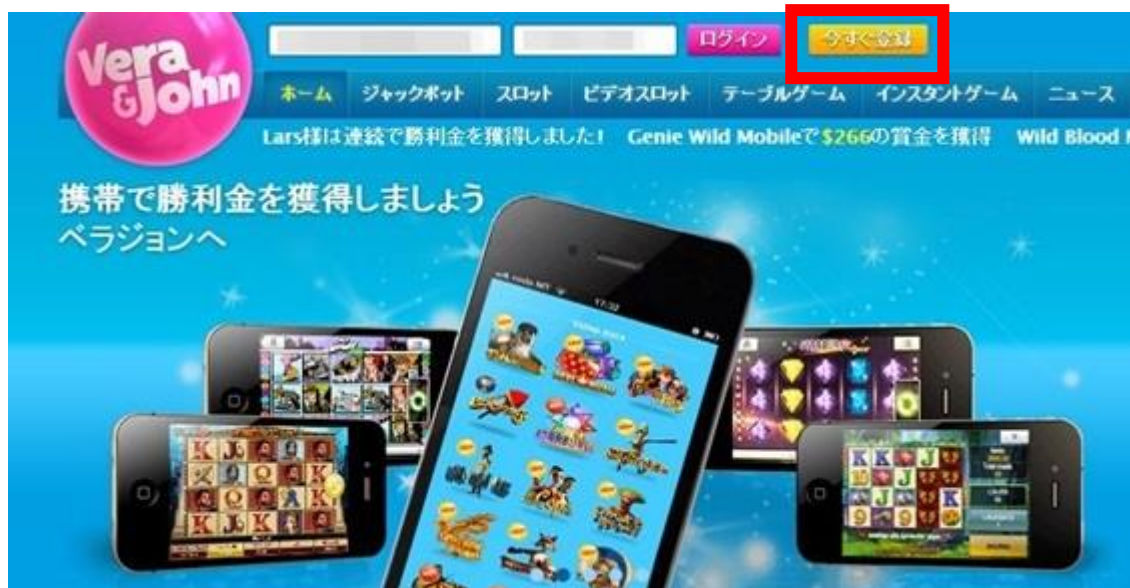 Vera
&John
ログイン
今すぐ登録
ホーム ジャックポット スロット ビデオスロット テーブルゲーム インスタントゲーム ニュース
Lars様は連続で勝利金を獲得しました! Genie Wild Mobileで$266の賞金を獲得 Wild Blood
携帯で勝利金を獲得しましょう
ベラジョンへ
17:32